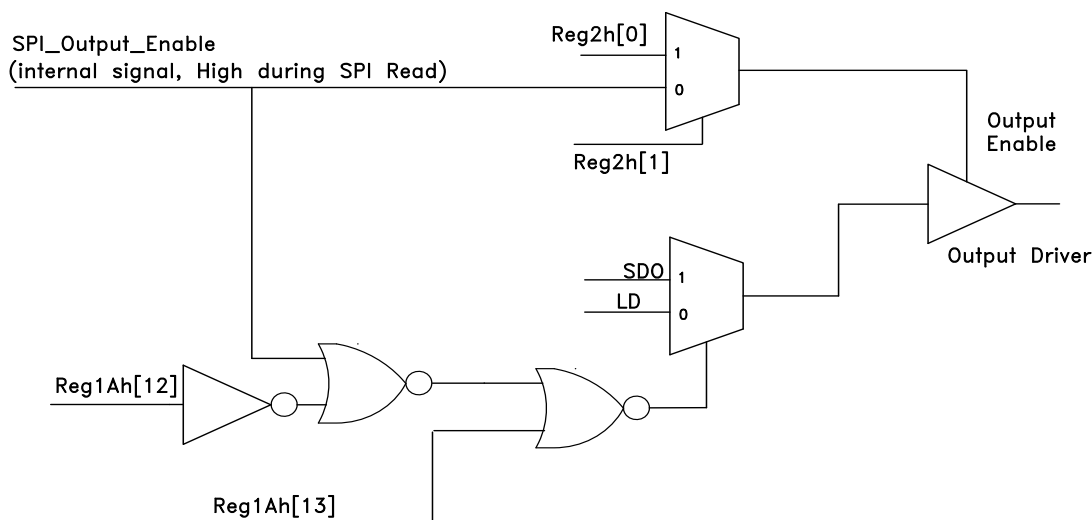 SPI_Output_Enable
(internal signal, High during SPI Read)
Reg2h[0]
1
0
Reg2h[1]
Output
Enable
Output Driver
SDO
1
LD
0
Reg1Ah[12]
Reg1Ah[13]